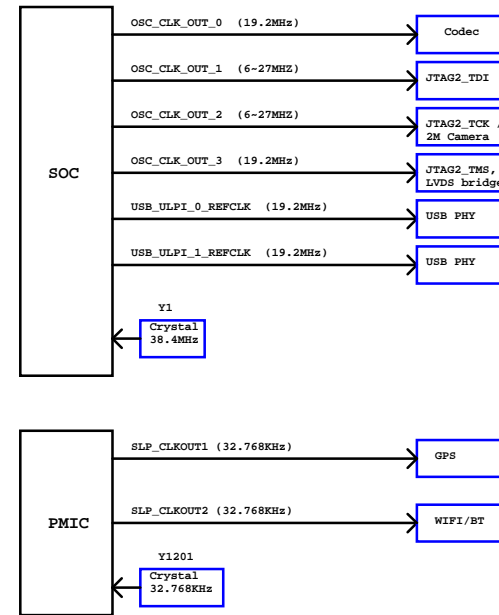 OSC_CLK_OUT_0 (19.2MHz)
Codec
OSC_CLK_OUT_1 (6~27MHZ)
JTAG2_TDI
OSC_CLK_OUT_2 (6~27MHZ)
JTAG2_TCK /
2M Camera
SOC
OSC_CLK_OUT_3 (19.2MHz)
JTAG2_TMS,
LVDS bridge
USB_ULPI_0_REFCLK (19.2MHz)
USB PHY
USB_ULPI_1_REFCLK (19.2MHz)
USB PHY
Y1
Crystal
38.4MHz
SLP_CLKOUT1 (32.768KHz)
GPS
PMIC
SLP_CLKOUT2 (32.768KHz)
WIFI/BT
Y1201
Crystal
32.768KHz